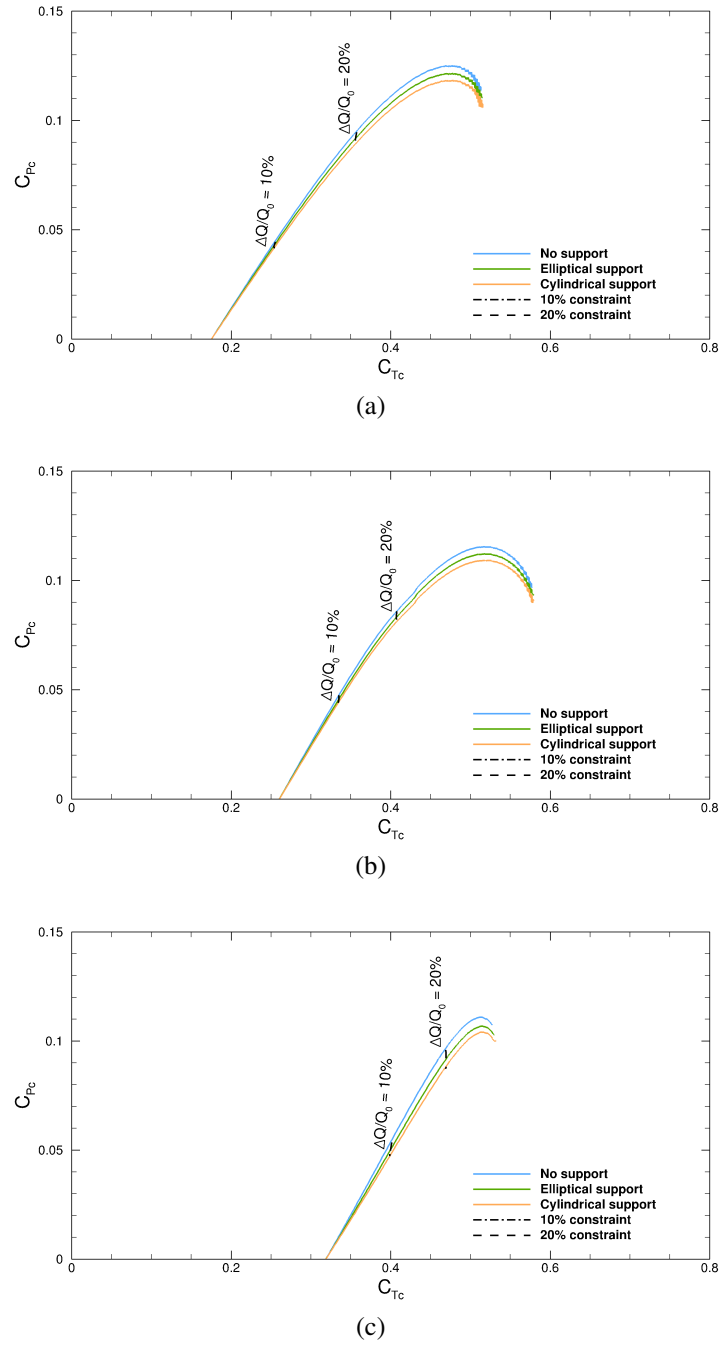 0.15
0.1
0.05
0
C_Pc
ΔQ/Q_0 = 20%
ΔQ/Q_0 = 10%
No support
Elliptical support
Cylindrical support
10% constraint
20% constraint
0 0.2 0.4 0.6 0.8
C_Tc
(a)
0.15
0.1
0.05
0
C_Pc
ΔQ/Q_0 = 20%
ΔQ/Q_0 = 10%
No support
Elliptical support
Cylindrical support
10% constraint
20% constraint
0 0.2 0.4 0.6 0.8
C_Tc
(b)
0.15
0.1
0.05
0
C_Pc
ΔQ/Q_0 = 20%
ΔQ/Q_0 = 10%
No support
Elliptical support
Cylindrical support
10% constraint
20% constraint
0 0.2 0.4 0.6 0.8
C_Tc
(c)